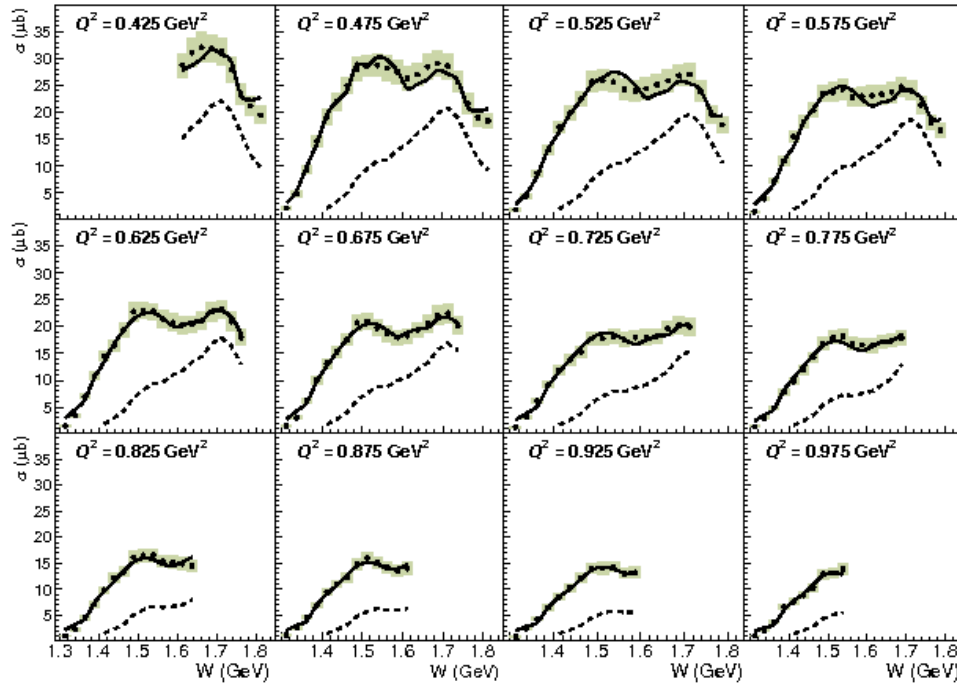 σ (μb)
Q² = 0.425 GeV²
Q² = 0.475 GeV²
Q² = 0.525 GeV²
Q² = 0.575 GeV²
35
30
25
20
15
10
5
σ (μb)
Q² = 0.625 GeV²
Q² = 0.675 GeV²
Q² = 0.725 GeV²
Q² = 0.775 GeV²
35
30
25
20
15
10
5
σ (μb)
Q² = 0.825 GeV²
Q² = 0.875 GeV²
Q² = 0.925 GeV²
Q² = 0.975 GeV²
35
30
25
20
15
10
5
1.3 1.4 1.5 1.6 1.7 1.8 1.4 1.5 1.6 1.7 1.8 1.4 1.5 1.6 1.7 1.8 1.4 1.5 1.6 1.7 1.8
W (GeV) W (GeV) W (GeV) W (GeV)